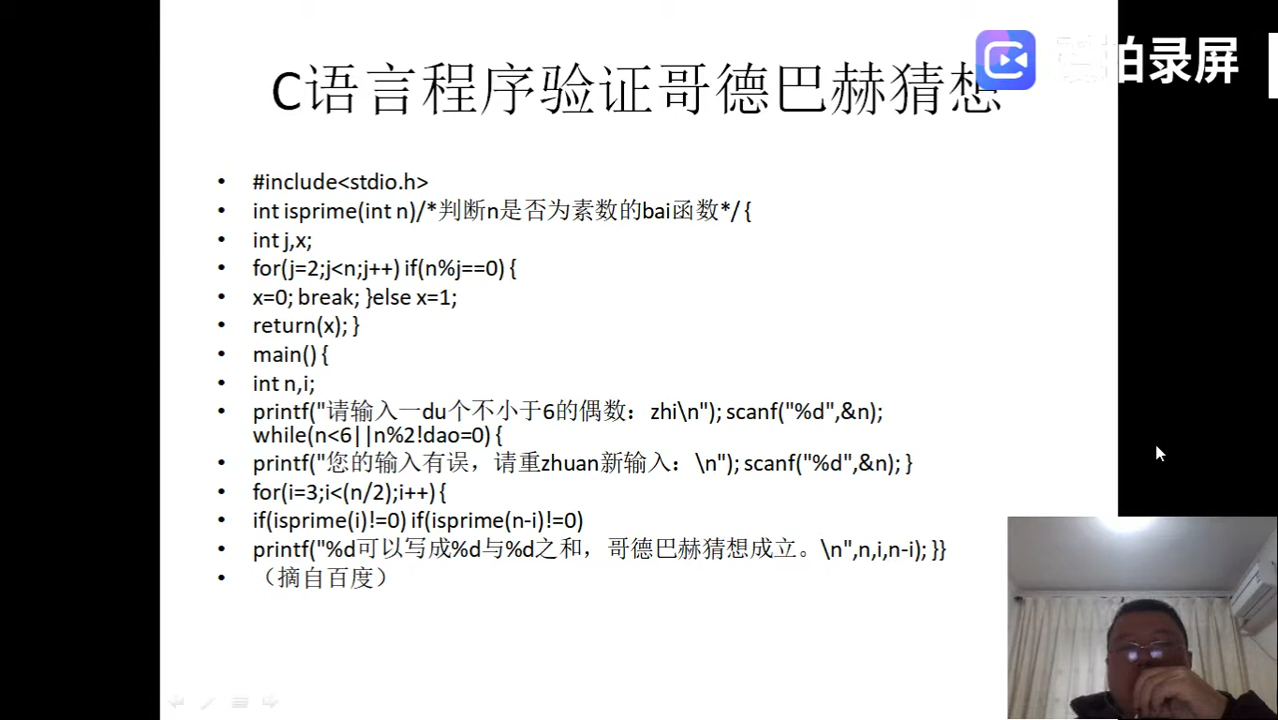 C语言程序验证哥德巴赫猜想
拍录屏
#include<stdio.h>
int isprime(int n)/*判断n是否为素数的bai函数*/ {
int j,x;
for(j=2;j<n;j++) if(n%j==0) {
x=0; break; }else x=1;
return(x); }
main() {
int n,i;
printf("请输入一du个不小于6的偶数：zhi\n"); scanf("%d",&n);
while(n<6||n%2!dao=0) {
printf("您的输入有误，请重zhuan新输入：\n"); scanf("%d",&n); }
for(i=3;i<(n/2);i++) {
if(isprime(i)!=0) if(isprime(n-i)!=0)
printf("%d可以写成%d与%d之和，哥德巴赫猜想成立。\n",n,i,n-i); }}
（摘自百度）